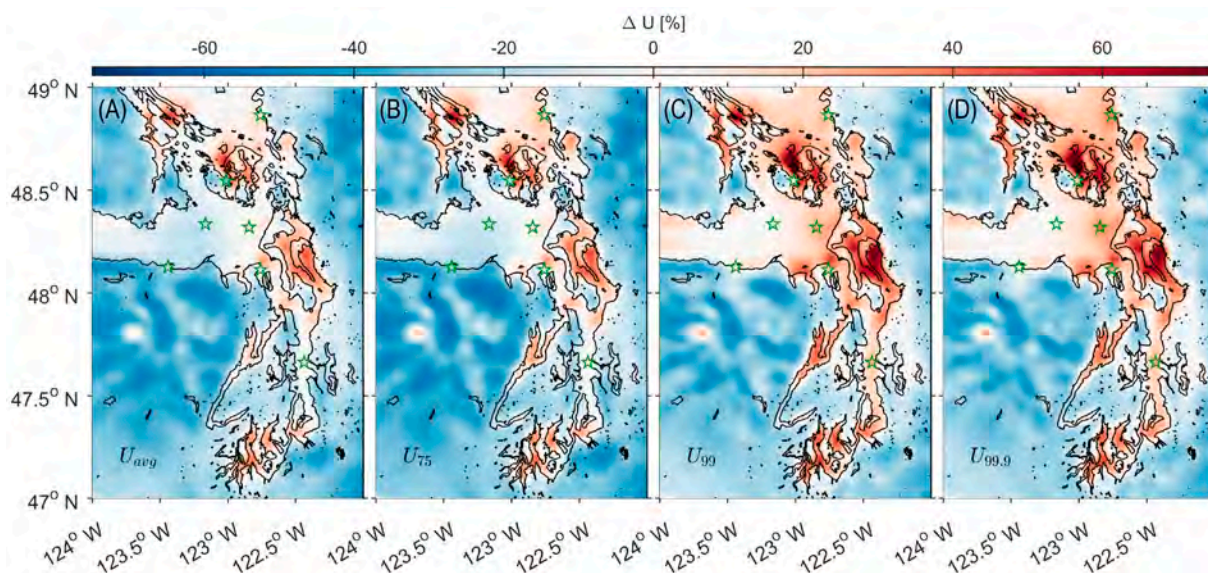 Δ U [%]
-60 -40 -20 0 20 40 60
49° N
(A) (B) (C) (D)
48.5° N
48° N
47.5° N
U_avg U_75 U_99 U_99.9
47° N
124° W 123.5° W 123° W 122.5° W 124° W 123.5° W 123° W 122.5° W 124° W 123.5° W 123° W 122.5° W 124° W 123.5° W 123° W 122.5° W